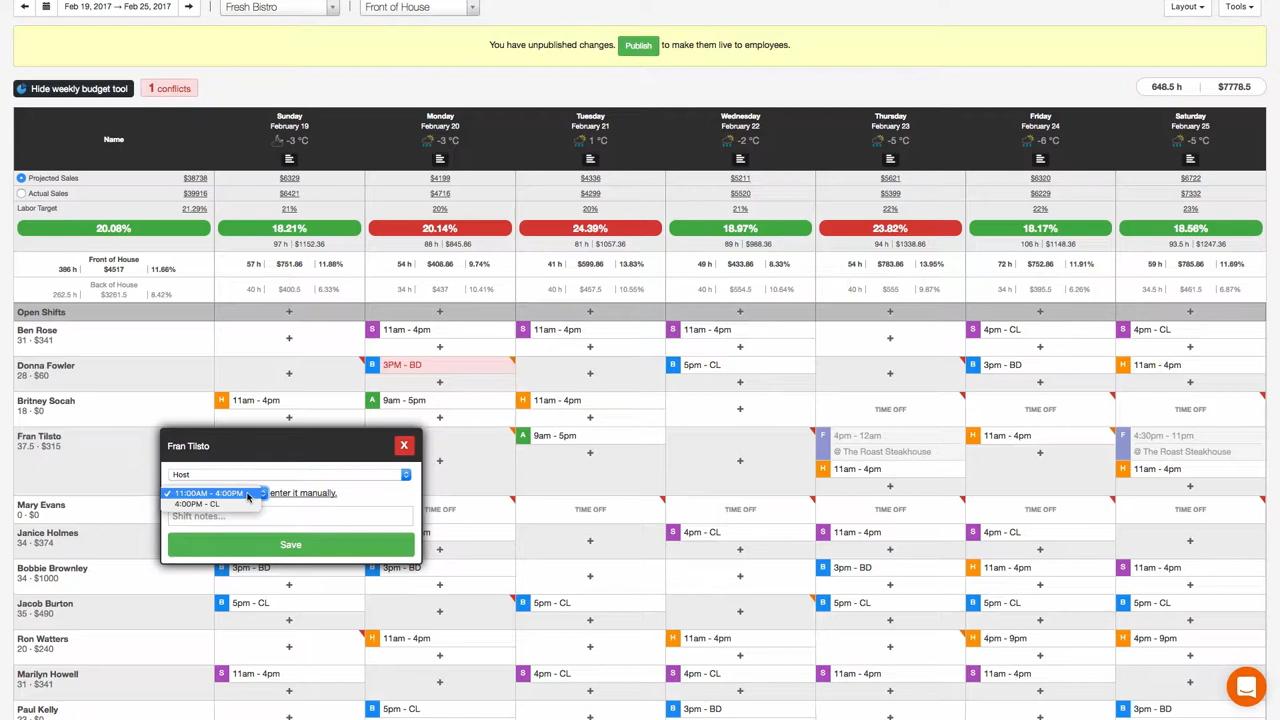 Feb 19, 2017 → Feb 25, 2017 Fresh Bistro Front of House Layout Tools
You have unpublished changes. Publish to make them live to employees.
Hide weekly budget tool 1 conflicts 648.5 h $7778.5
Name
Sunday Monday Tuesday Wednesday Thursday Friday Saturday
February 19 February 20 February 21 February 22 February 23 February 24 February 25
-3 °C -3 °C 1 °C -2 °C -5 °C -6 °C -5 °C
Projected Sales $38738 $6329 $4199 $4336 $5211 $5621 $6320 $6722
Actual Sales $39916 $6421 $4716 $4299 $5520 $5399 $6229 $7332
Labor Target 21.29% 21% 20% 20% 21% 22% 22% 23%
20.08% 18.21% 20.14% 24.39% 18.97% 23.82% 18.17% 18.56%
97 h | $1152.36 88 h | $845.86 81 h | $1057.36 89 h | $988.36 94 h | $1338.86 106 h | $1148.36 93.5 h | $1247.36
Front of House
386 h | $4517 | 11.66% 57 h | $751.86 | 11.88% 54 h | $408.86 | 9.74% 41 h | $599.86 | 13.83% 49 h | $433.86 | 8.33% 54 h | $783.86 | 13.95% 72 h | $752.86 | 11.91% 59 h | $785.86 | 11.69%
Back of House
262.5 h | $3261.5 | 8.42% 40 h | $400.5 | 6.33% 34 h | $437 | 10.41% 40 h | $457.5 | 10.55% 40 h | $554.5 | 10.64% 40 h | $555 | 9.87% 34 h | $395.5 | 6.26% 34.5 h | $461.5 | 6.87%
Open Shifts + + + + + + +
Ben Rose S 11am - 4pm S 11am - 4pm S 11am - 4pm S 4pm - CL S 4pm - CL
31 · $341 + + + + + + +
Donna Fowler B 3PM - BD B 5pm - CL B 3pm - BD H 11am - 4pm
28 · $60 + + + + + + +
Britney Socah H 11am - 4pm A 9am - 5pm H 11am - 4pm
18 · $0 + + + + TIME OFF TIME OFF TIME OFF
Fran Tilsto A 9am - 5pm F 4pm - 12am H 11am - 4pm F 4:30pm - 11pm
37.5 · $315 + + + @ The Roast Steakhouse + @ The Roast Steakhouse
H 11am - 4pm H 11am - 4pm
+ +
Fran Tilsto X
Host
✓ 11:00AM - 4:00PM enter it manually.
4:00PM - CL
Shift notes...
Save
Mary Evans
0 · $0 TIME OFF TIME OFF TIME OFF TIME OFF TIME OFF TIME OFF
Janice Holmes S 4pm - CL S 11am - 4pm S 4pm - CL
34 · $374 + + + + + +
Bobbie Brownley B 3pm - BD B 3pm - BD B 3pm - BD H 11am - 4pm S 11am - 4pm
34 · $1000 + + + + + + +
Jacob Burton B 5pm - CL B 5pm - CL B 5pm - CL B 5pm - CL B 5pm - CL
35 · $490 + + + + + + +
Ron Watters H 11am - 4pm H 11am - 4pm H 4pm - 9pm H 4pm - 9pm
20 · $240 + + + + + + +
Marilyn Howell S 11am - 4pm S 4pm - CL S 4pm - CL S 11am - 4pm S 11am - 4pm
31 · $341 + + + + + + +
Paul Kelly B 5pm - CL B 3pm - BD B 3pm - BD